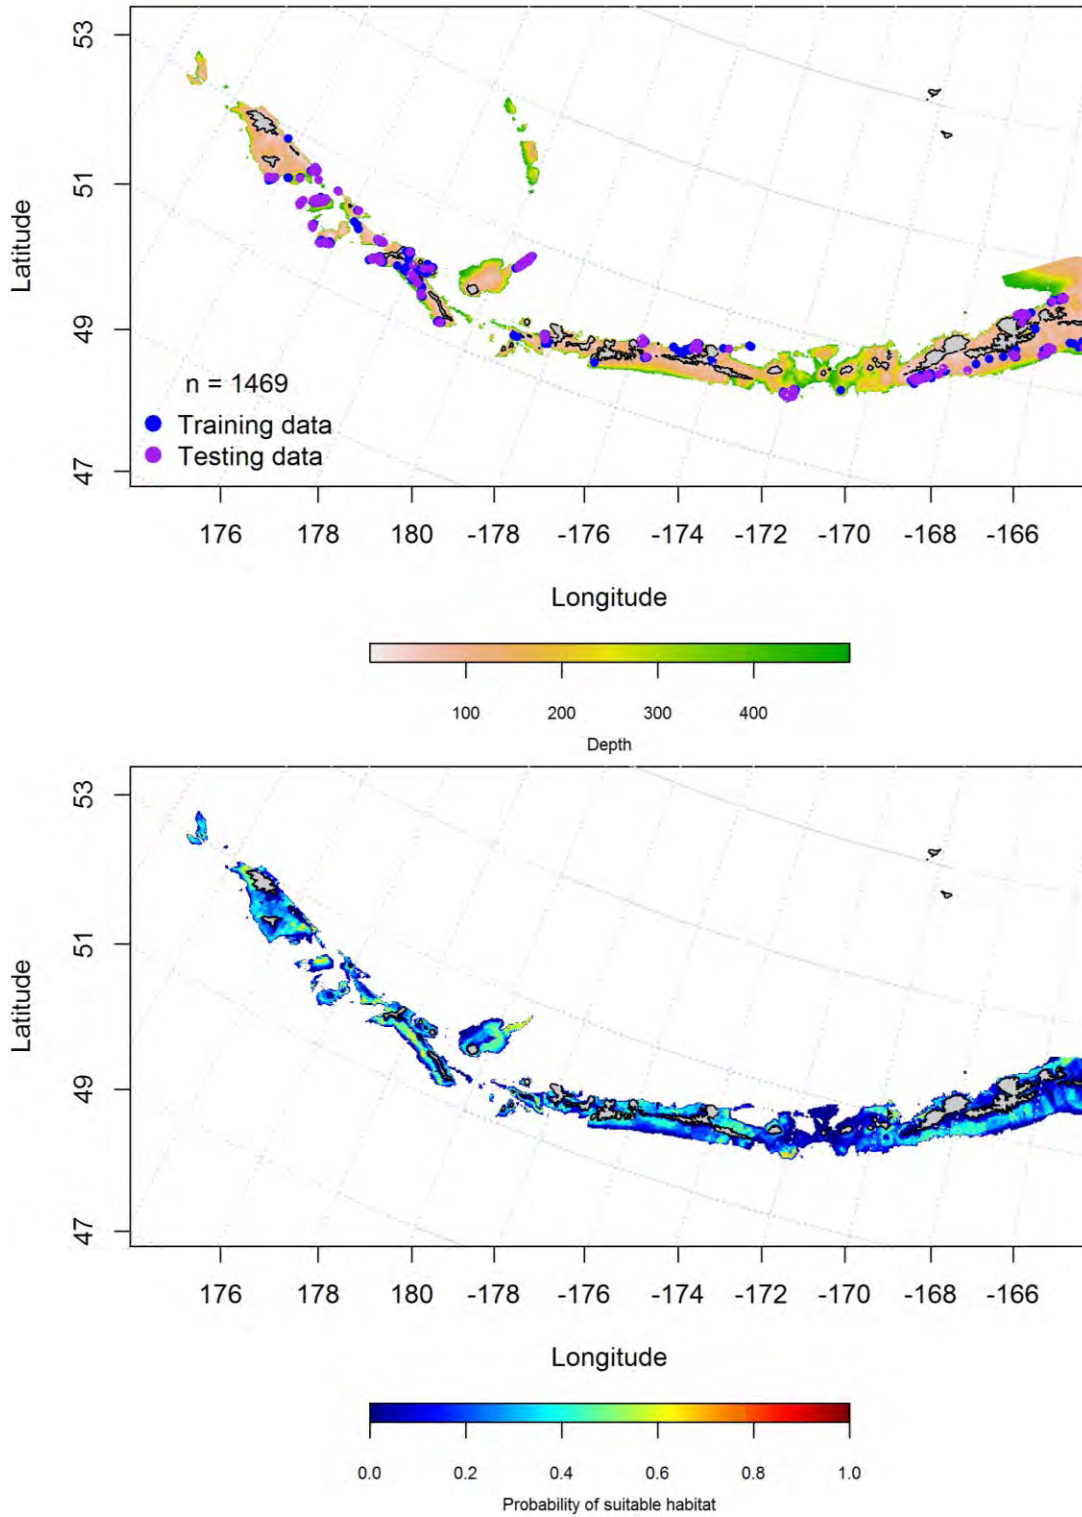 53
51
49
47
Latitude
n = 1469
Training data
Testing data
176 178 180 -178 -176 -174 -172 -170 -168 -166
Longitude
100 200 300 400
Depth
53
51
49
47
Latitude
176 178 180 -178 -176 -174 -172 -170 -168 -166
Longitude
0.0 0.2 0.4 0.6 0.8 1.0
Probability of suitable habitat